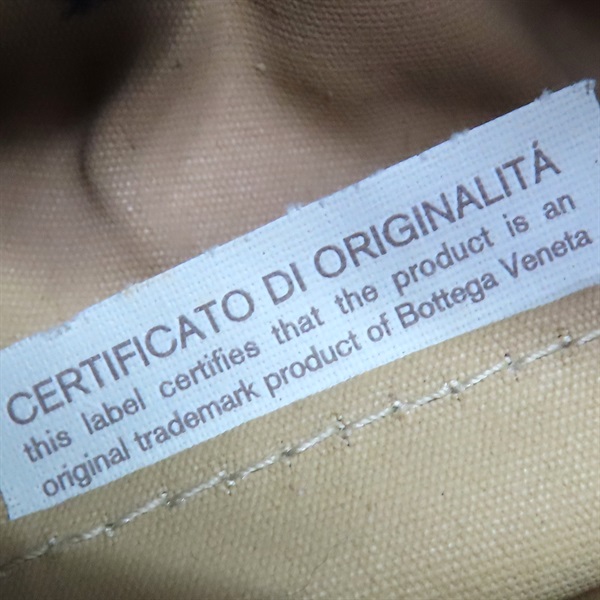 CERTIFICATO DI ORIGINALITÁ
this label certifies that the product is an
original trademark product of Bottega Veneta